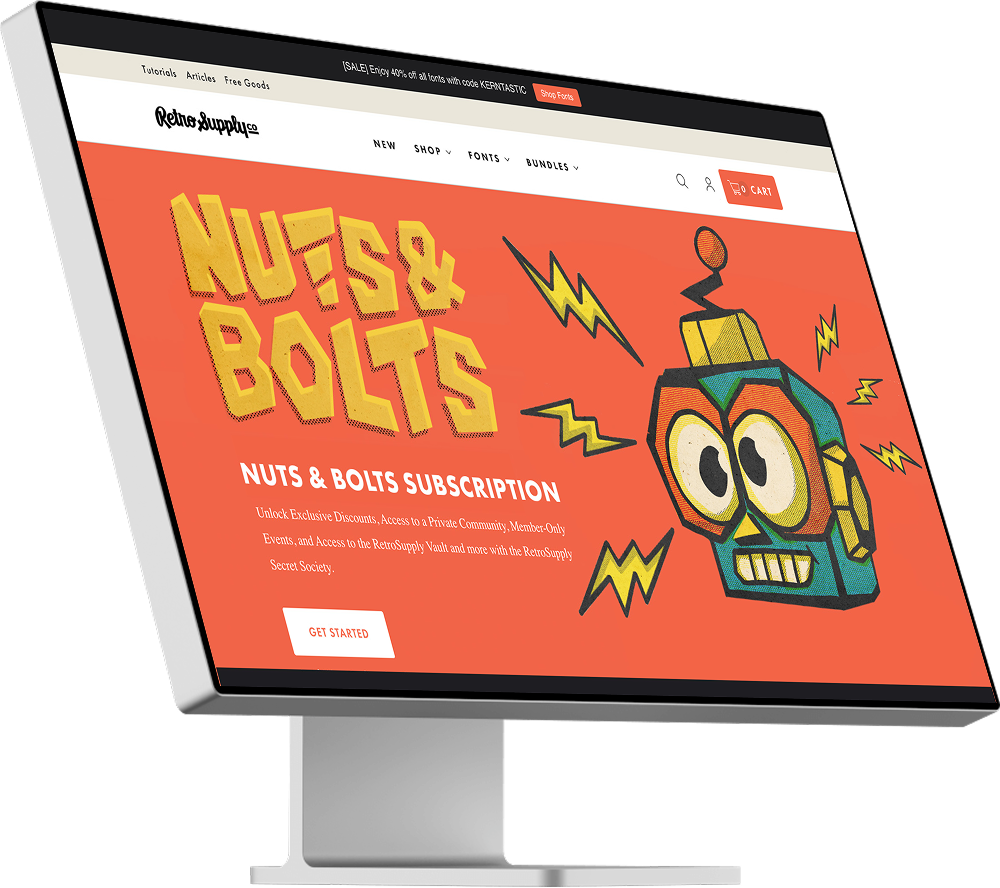 [SALE] Enjoy 40% off all fonts with code KERNTASTIC Shop Fonts
Tutorials Articles Free Goods
RetroSupply CO
NEW SHOP FONTS BUNDLES
0 CART
NUTS &
BOLTS
NUTS & BOLTS SUBSCRIPTION
Unlock Exclusive Discounts, Access to a Private Community, Member-Only
Events, and Access to the RetroSupply Vault and more with the RetroSupply
Secret Society.
GET STARTED